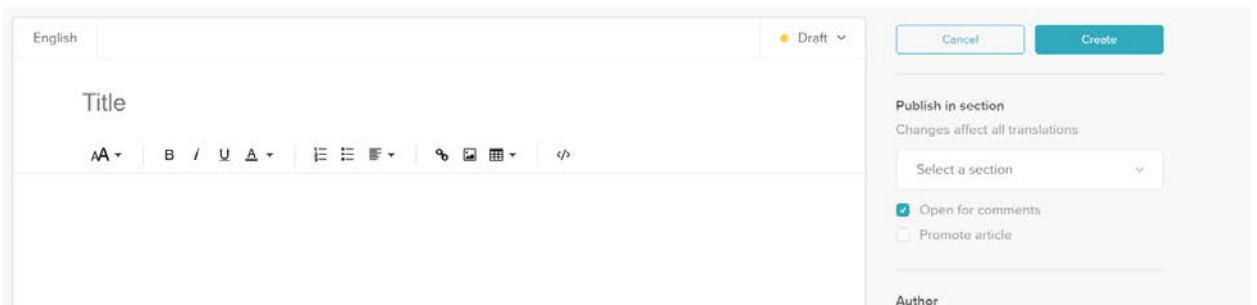 English
Draft
Title
AA
B I U A
</>
Cancel
Create
Publish in section
Changes affect all translations
Select a section
Open for comments
Promote article
Author